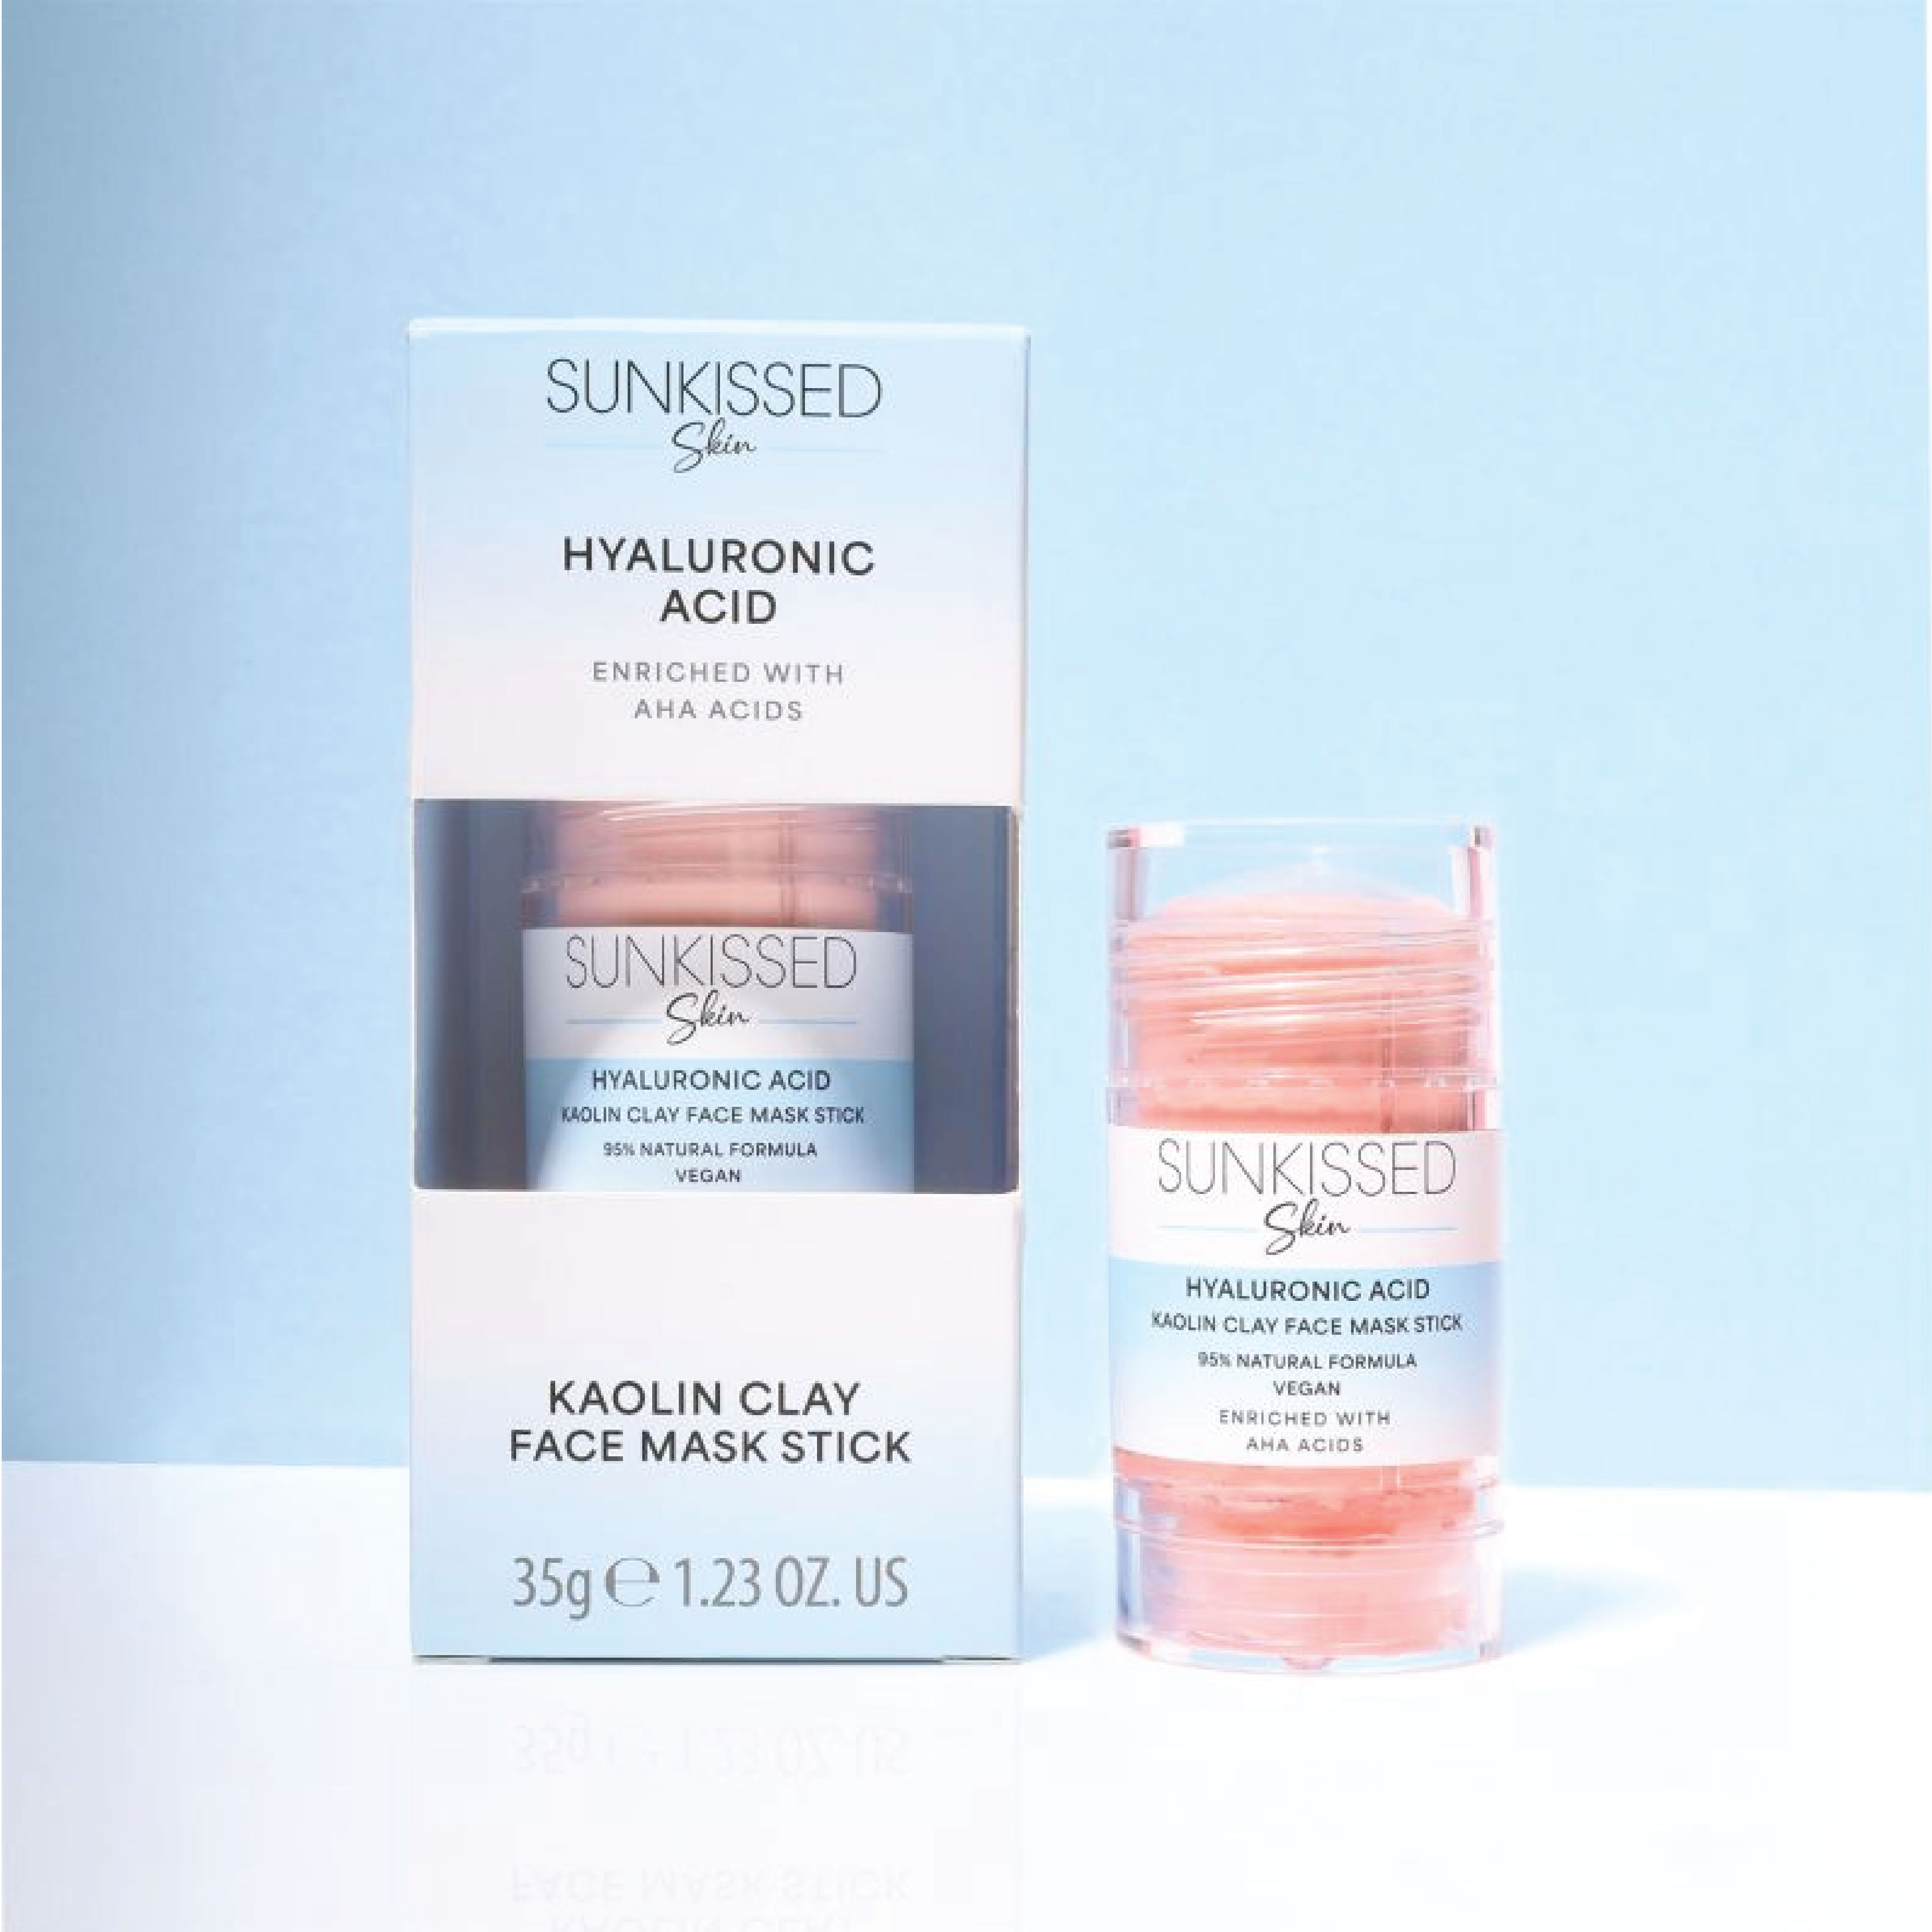 SUNKISSED
Skin
HYALURONIC
ACID
ENRICHED WITH
AHA ACIDS
SUNKISSED
Skin
HYALURONIC ACID
KAOLIN CLAY FACE MASK STICK
95% NATURAL FORMULA
VEGAN
KAOLIN CLAY
FACE MASK STICK
35g ℮ 1.23 OZ. US
SUNKISSED
Skin
HYALURONIC ACID
KAOLIN CLAY FACE MASK STICK
95% NATURAL FORMULA
VEGAN
ENRICHED WITH
AHA ACIDS